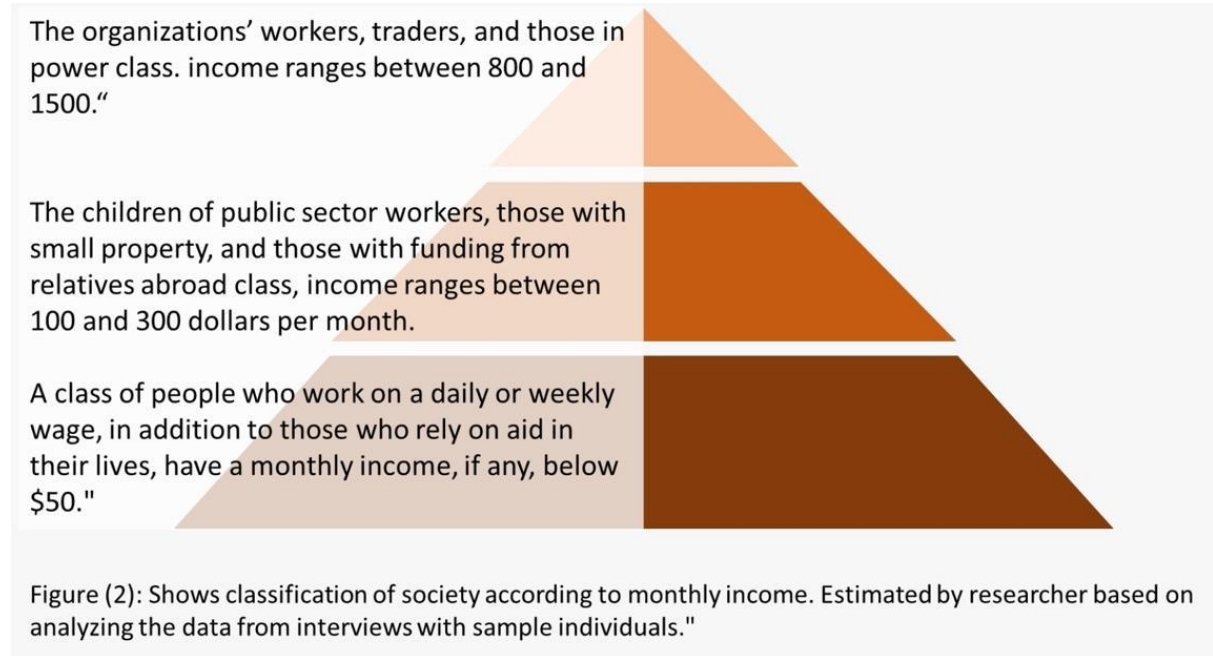 The organizations’ workers, traders, and those in
power class. income ranges between 800 and
1500.“
The children of public sector workers, those with
small property, and those with funding from
relatives abroad class, income ranges between
100 and 300 dollars per month.
A class of people who work on a daily or weekly
wage, in addition to those who rely on aid in
their lives, have a monthly income, if any, below
$50."
Figure (2): Shows classification of society according to monthly income. Estimated by researcher based on
analyzing the data from interviews with sample individuals."